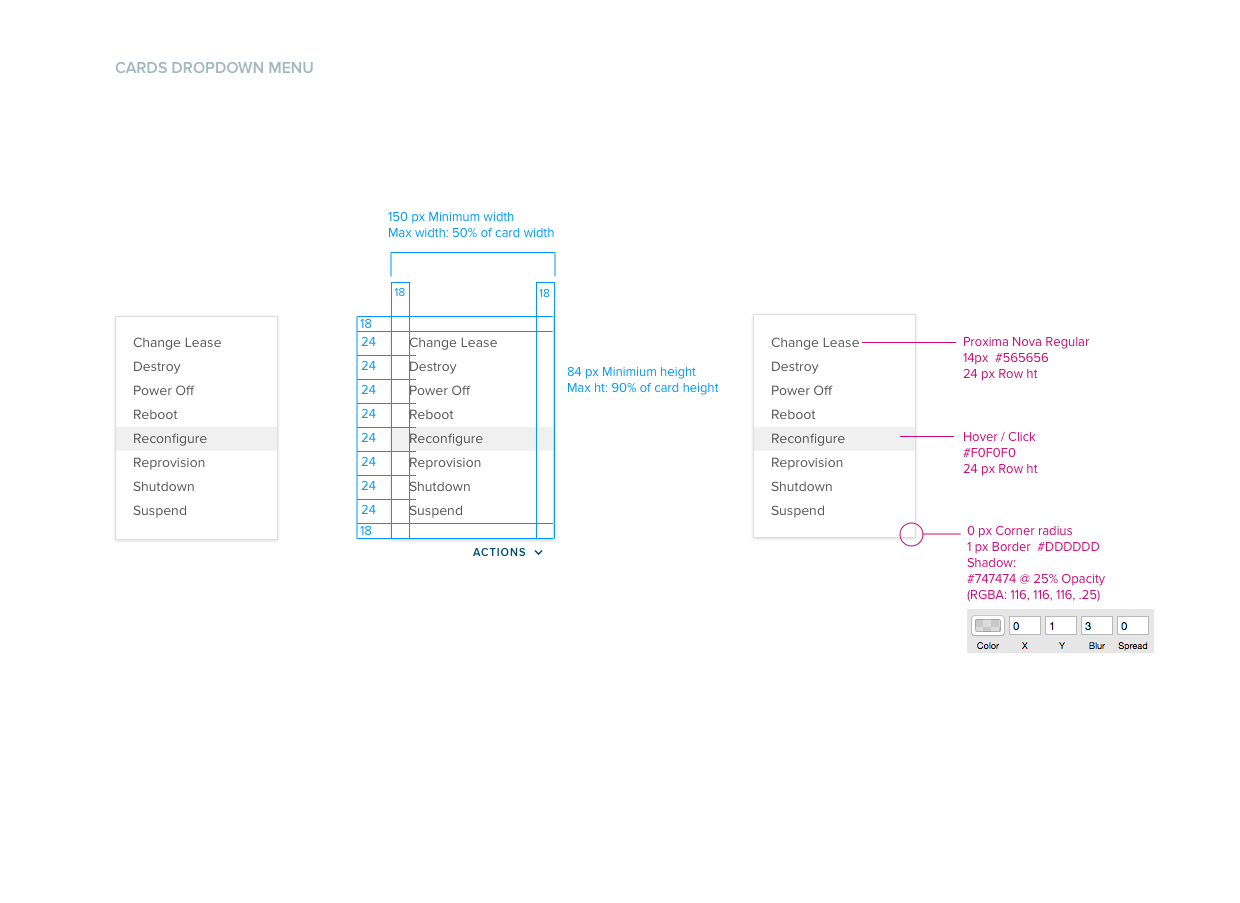 CARDS DROPDOWN MENU
150 px Minimum width
Max width: 50% of card width
18
18
Change Lease
Destroy
Power Off
Reboot
Reconfigure
Reprovision
Shutdown
Suspend
18
24 Change Lease
24 Destroy
24 Power Off
24 Reboot
24 Reconfigure
24 Reprovision
24 Shutdown
24 Suspend
18
ACTIONS
84 px Minimium height
Max ht: 90% of card height
Change Lease
Destroy
Power Off
Reboot
Reconfigure
Reprovision
Shutdown
Suspend
Proxima Nova Regular
14px #565656
24 px Row ht
Hover / Click
#F0F0F0
24 px Row ht
0 px Corner radius
1 px Border #DDDDDD
Shadow:
#747474 @ 25% Opacity
(RGBA: 116, 116, 116, .25)
0 1 3 0
Color X Y Blur Spread